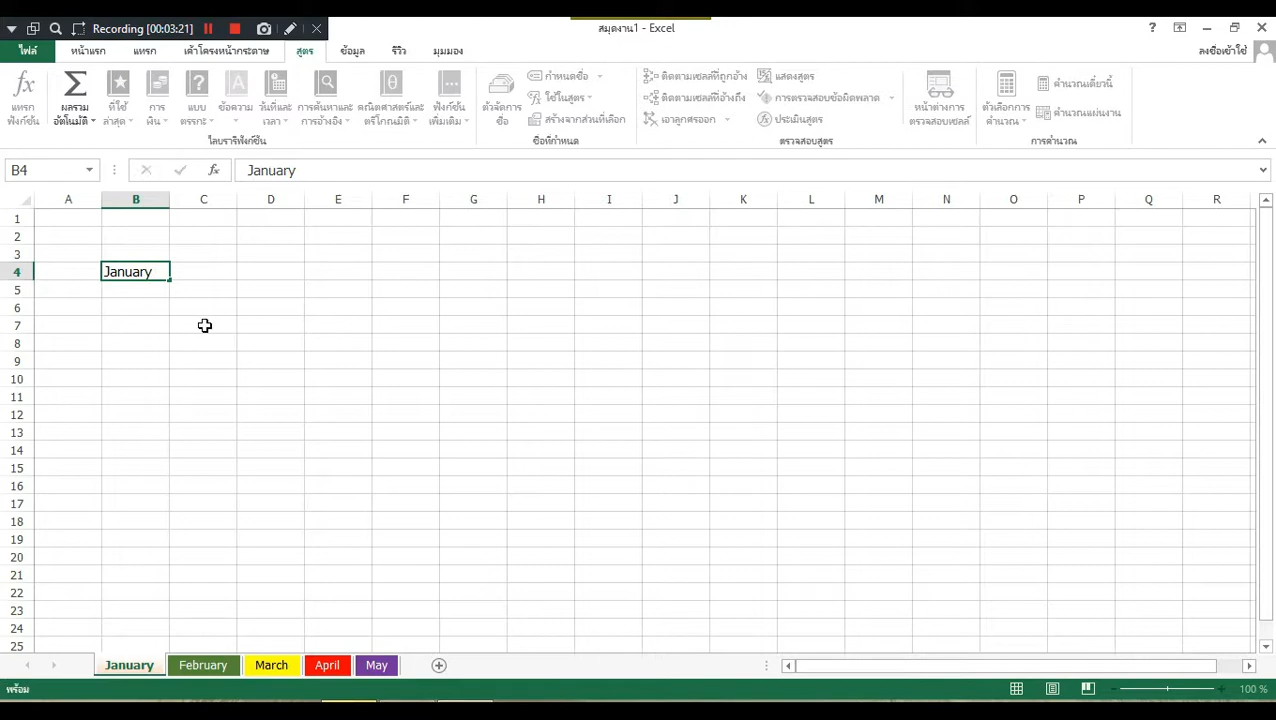 Recording [00:03:21]
สมุดงาน1 - Excel
?
ไฟล์ หน้าแรก แทรก เค้าโครงหน้ากระดาษ สูตร ข้อมูล รีวิว มุมมอง ลงชื่อเข้าใช้
fx แทรก ฟังก์ชัน
Σ ผลรวม อัตโนมัติ
ที่ใช้ ล่าสุด
การ เงิน
? แบบ ตรรกะ
A ข้อความ
วันที่และ เวลา
การค้นหาและ การอ้างอิง
θ คณิตศาสตร์และ ตรีโกณมิติ
ฟังก์ชัน เพิ่มเติม
ไลบรารีฟังก์ชัน
ตัวจัดการ ชื่อ
กำหนดชื่อ
ใช้ในสูตร
สร้างจากส่วนที่เลือก
ชื่อที่กำหนด
ติดตามเซลล์ที่ถูกอ้าง
ติดตามเซลล์ที่อ้างถึง
เอาลูกศรออก
แสดงสูตร
การตรวจสอบข้อผิดพลาด
ประเมินสูตร
หน้าต่างการ ตรวจสอบเซลล์
ตรวจสอบสูตร
ตัวเลือกการ คำนวณ
คำนวณเดี๋ยวนี้
คำนวณแผ่นงาน
การคำนวณ
B4 fx January
A B C D E F G H I J K L M N O P Q R
1
2
3
4 January
5
6
7
8
9
10
11
12
13
14
15
16
17
18
19
20
21
22
23
24
25
January February March April May
พร้อม 100 %